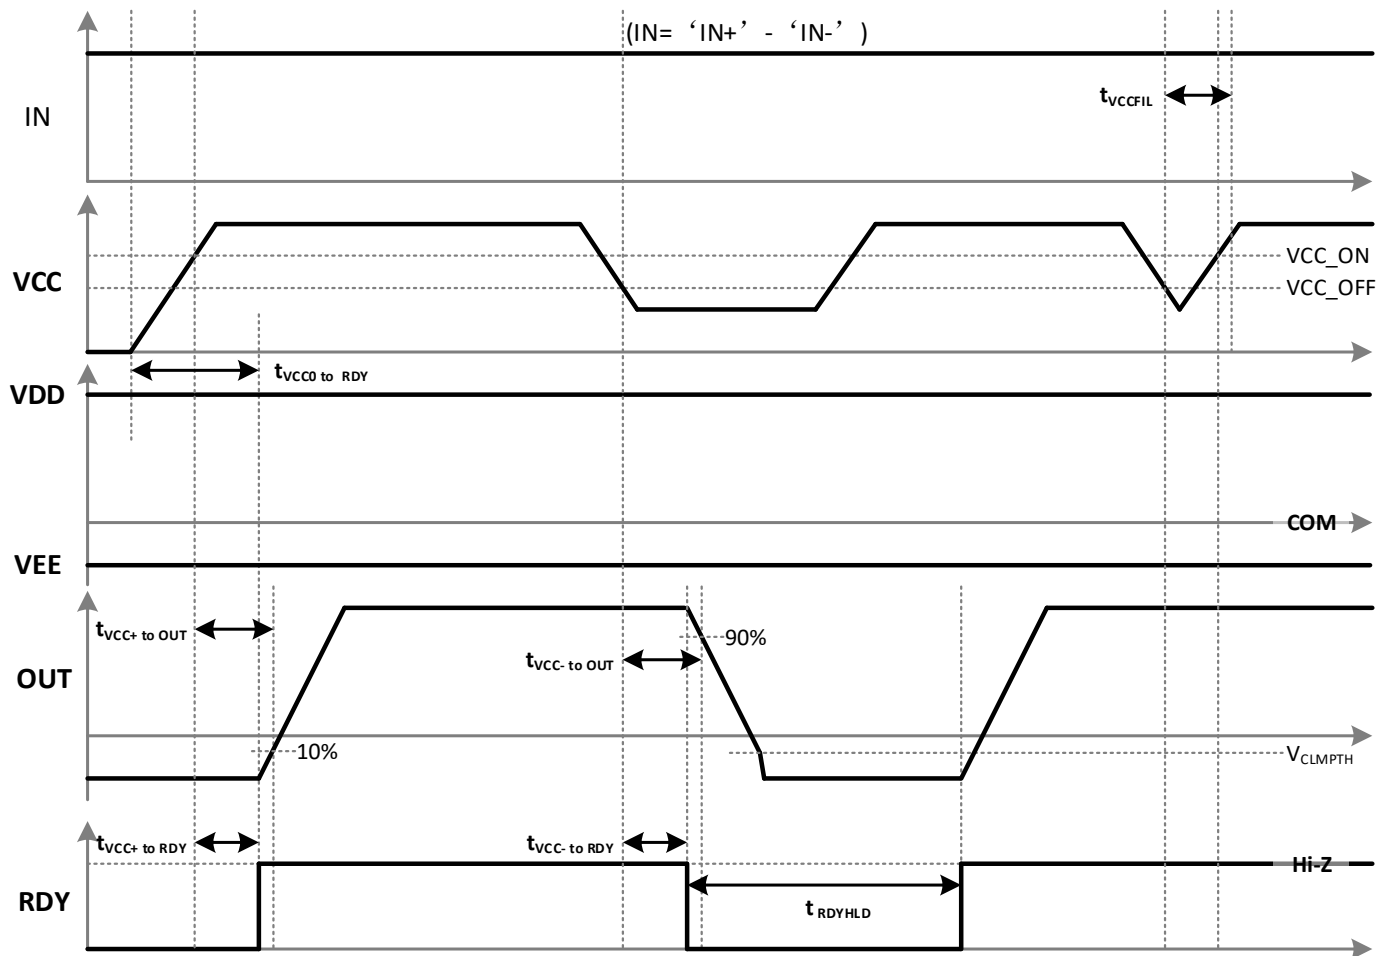 (IN= ‘IN+’ - ‘IN-’ )
tVCCFIL
IN
VCC_ON
VCC
VCC_OFF
tVCC0 to RDY
VDD
COM
VEE
tVCC+ to OUT
90%
tVCC- to OUT
OUT
10%
VCLMPTH
tVCC+ to RDY
tVCC- to RDY
Hi-Z
RDY
tRDYHLD